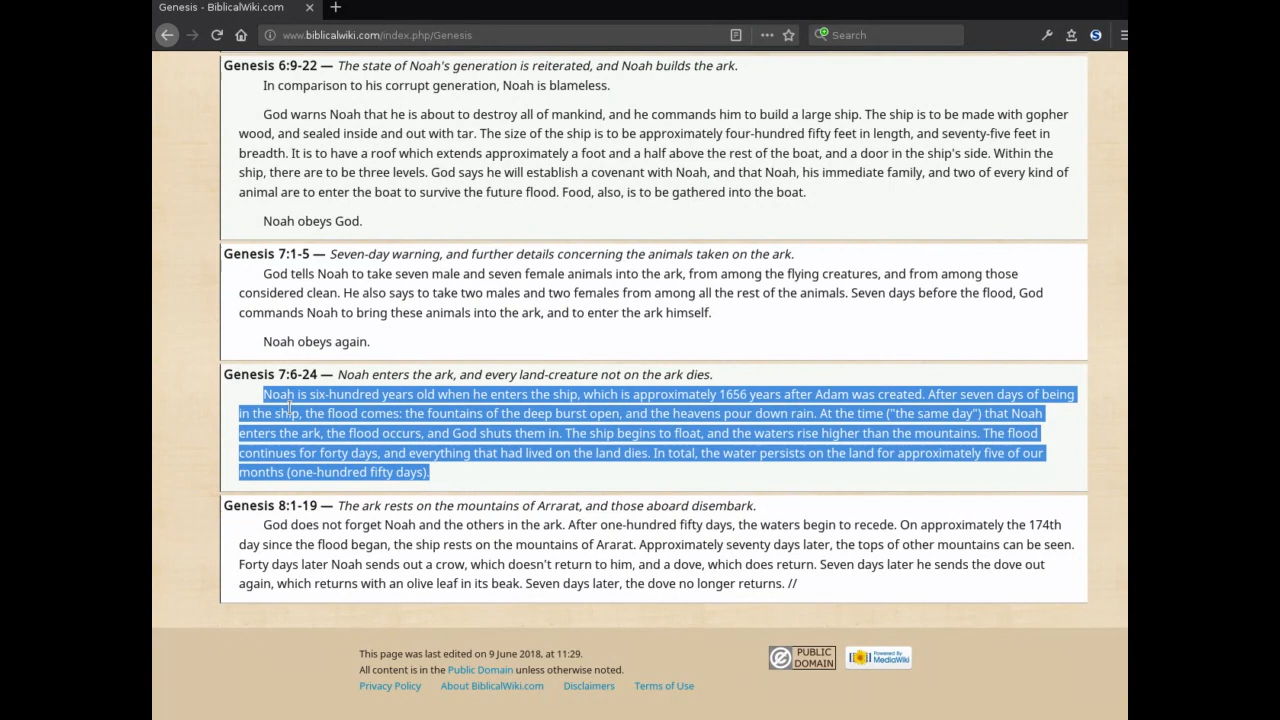 Genesis - BiblicalWiki.com
www.biblicalwiki.com/index.php/Genesis
Search
Genesis 6:9-22 — The state of Noah's generation is reiterated, and Noah builds the ark.
In comparison to his corrupt generation, Noah is blameless.
God warns Noah that he is about to destroy all of mankind, and he commands him to build a large ship. The ship is to be made with gopher
wood, and sealed inside and out with tar. The size of the ship is to be approximately four-hundred fifty feet in length, and seventy-five feet in
breadth. It is to have a roof which extends approximately a foot and a half above the rest of the boat, and a door in the ship's side. Within the
ship, there are to be three levels. God says he will establish a covenant with Noah, and that Noah, his immediate family, and two of every kind of
animal are to enter the boat to survive the future flood. Food, also, is to be gathered into the boat.
Noah obeys God.
Genesis 7:1-5 — Seven-day warning, and further details concerning the animals taken on the ark.
God tells Noah to take seven male and seven female animals into the ark, from among the flying creatures, and from among those
considered clean. He also says to take two males and two females from among all the rest of the animals. Seven days before the flood, God
commands Noah to bring these animals into the ark, and to enter the ark himself.
Noah obeys again.
Genesis 7:6-24 — Noah enters the ark, and every land-creature not on the ark dies.
Noah is six-hundred years old when he enters the ship, which is approximately 1656 years after Adam was created. After seven days of being
in the ship, the flood comes: the fountains of the deep burst open, and the heavens pour down rain. At the time ("the same day") that Noah
enters the ark, the flood occurs, and God shuts them in. The ship begins to float, and the waters rise higher than the mountains. The flood
continues for forty days, and everything that had lived on the land dies. In total, the water persists on the land for approximately five of our
months (one-hundred fifty days).
Genesis 8:1-19 — The ark rests on the mountains of Arrarat, and those aboard disembark.
God does not forget Noah and the others in the ark. After one-hundred fifty days, the waters begin to recede. On approximately the 174th
day since the flood began, the ship rests on the mountains of Ararat. Approximately seventy days later, the tops of other mountains can be seen.
Forty days later Noah sends out a crow, which doesn't return to him, and a dove, which does return. Seven days later he sends the dove out
again, which returns with an olive leaf in its beak. Seven days later, the dove no longer returns. //
This page was last edited on 9 June 2018, at 11:29.
All content is in the Public Domain unless otherwise noted.
Privacy Policy About BiblicalWiki.com Disclaimers Terms of Use
PUBLIC
DOMAIN
Powered By
MediaWiki